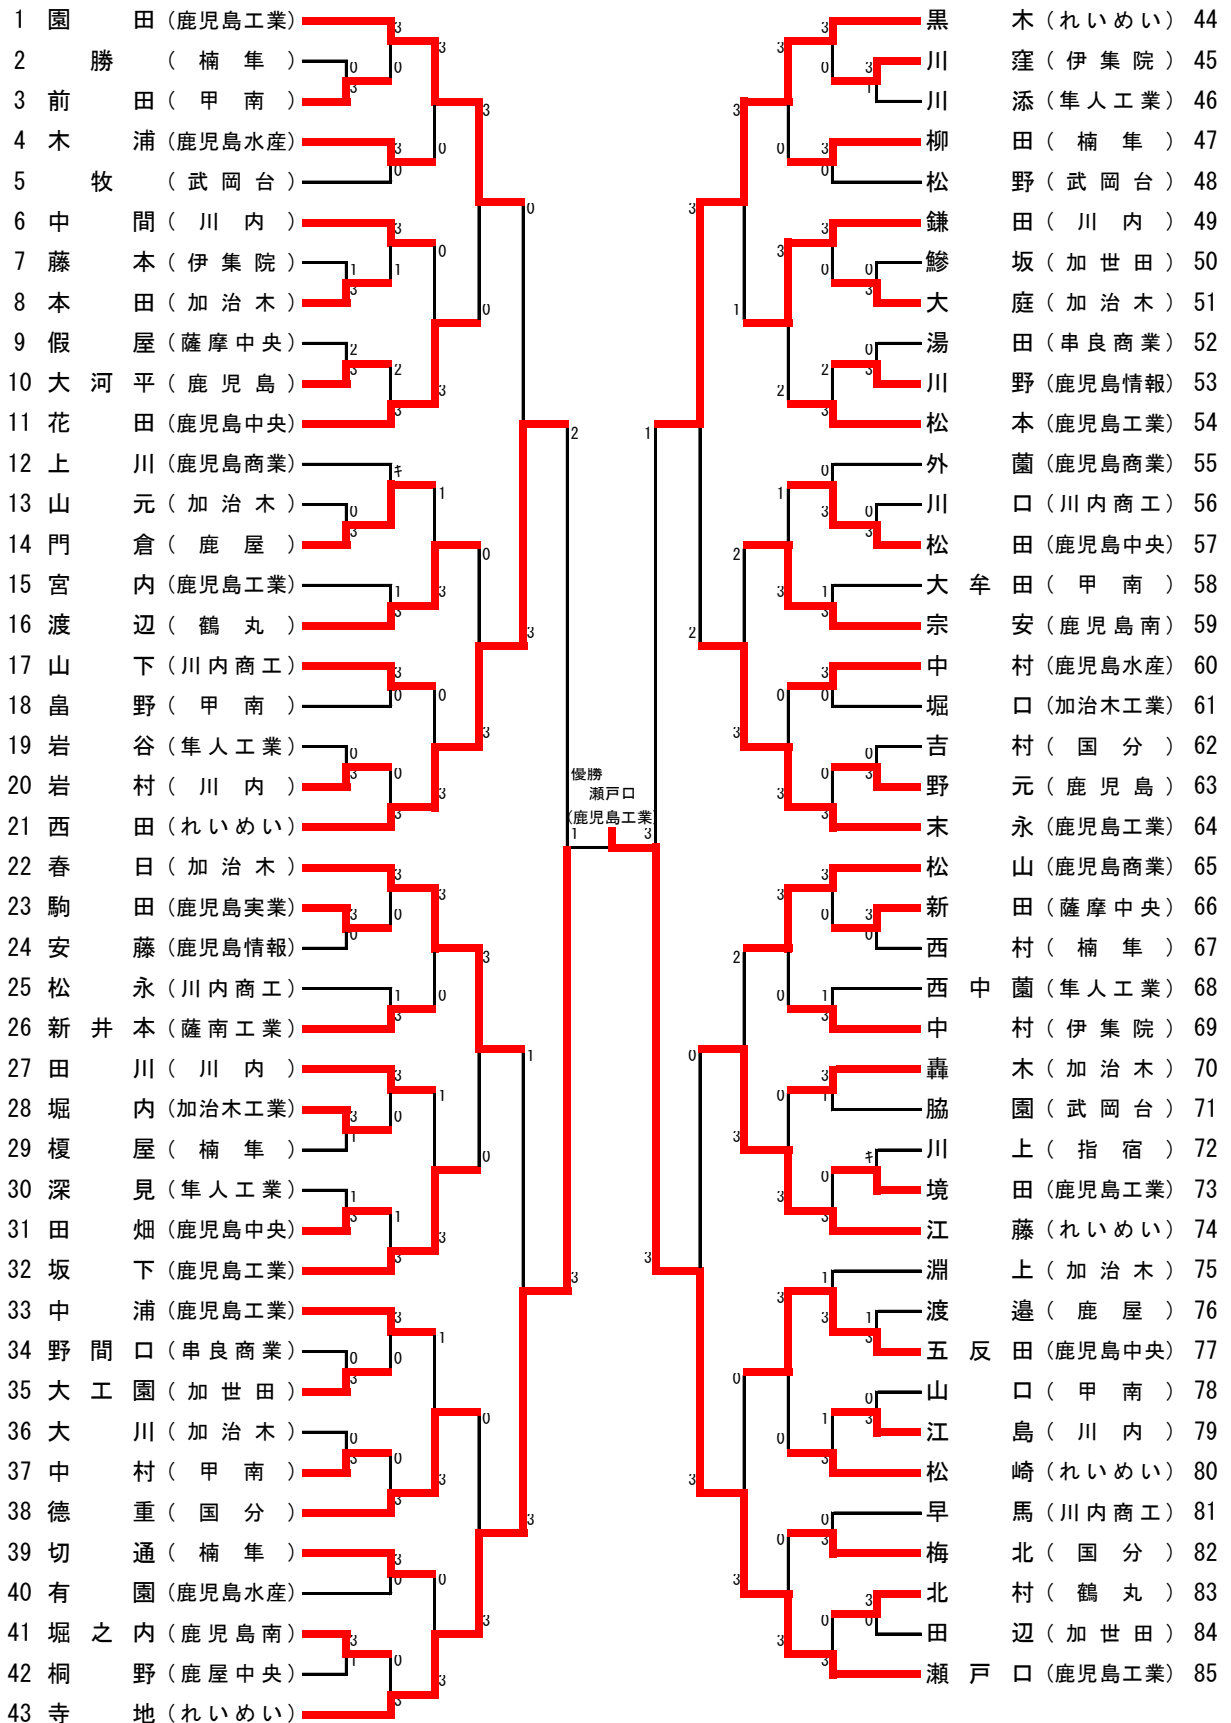 1 園田 (鹿児島工業)
2 勝 (楠隼)
3 前田 (甲南)
4 木浦 (鹿児島水産)
5 牧 (武岡台)
6 中間 (川内)
7 藤本 (伊集院)
8 本田 (加治木)
9 假屋 (薩摩中央)
10 大河平 (鹿児島)
11 花田 (鹿児島中央)
12 上川 (鹿児島商業)
13 山元 (加治木)
14 門倉 (鹿屋)
15 宮内 (鹿児島工業)
16 渡辺 (鶴丸)
17 山下 (川内商工)
18 畠野 (甲南)
19 岩谷 (隼人工業)
20 岩村 (川内)
21 西田 (れいめい)
22 春日 (加治木)
23 駒田 (鹿児島実業)
24 安藤 (鹿児島情報)
25 松永 (川内商工)
26 新井本 (薩南工業)
27 田川 (川内)
28 堀内 (加治木工業)
29 榎屋 (楠隼)
30 深見 (隼人工業)
31 田畑 (鹿児島中央)
32 坂下 (鹿児島工業)
33 中浦 (鹿児島工業)
34 野間口 (串良商業)
35 大工園 (加世田)
36 大川 (加治木)
37 中村 (甲南)
38 德重 (国分)
39 切通 (楠隼)
40 有園 (鹿児島水産)
41 堀之内 (鹿児島南)
42 桐野 (鹿屋中央)
43 寺地 (れいめい)
優勝
瀬戸口
(鹿児島工業)
黒木 (れいめい) 44
川窪 (伊集院) 45
川添 (隼人工業) 46
柳田 (楠隼) 47
松野 (武岡台) 48
鎌田 (川内) 49
鰺坂 (加世田) 50
大庭 (加治木) 51
湯田 (串良商業) 52
川野 (鹿児島情報) 53
松本 (鹿児島工業) 54
外薗 (鹿児島商業) 55
川口 (川内商工) 56
松田 (鹿児島中央) 57
大牟田 (甲南) 58
宗安 (鹿児島南) 59
中村 (鹿児島水産) 60
堀口 (加治木工業) 61
吉村 (国分) 62
野元 (鹿児島) 63
末永 (鹿児島工業) 64
松山 (鹿児島商業) 65
新田 (薩摩中央) 66
西村 (楠隼) 67
西中薗 (隼人工業) 68
中村 (伊集院) 69
轟木 (加治木) 70
脇園 (武岡台) 71
川上 (指宿) 72
境田 (鹿児島工業) 73
江藤 (れいめい) 74
淵上 (加治木) 75
渡邉 (鹿屋) 76
五反田 (鹿児島中央) 77
山口 (甲南) 78
江島 (川内) 79
松崎 (れいめい) 80
早馬 (川内商工) 81
梅北 (国分) 82
北村 (鶴丸) 83
田辺 (加世田) 84
瀬戸口 (鹿児島工業) 85